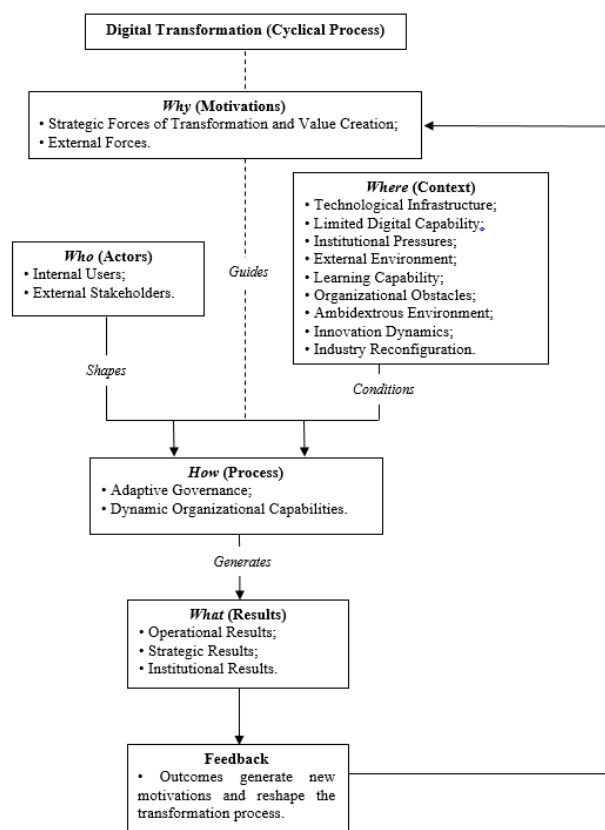 Digital Transformation (Cyclical Process)
Why (Motivations)
• Strategic Forces of Transformation and Value Creation;
• External Forces.
Where (Context)
• Technological Infrastructure;
• Limited Digital Capability;
• Institutional Pressures;
• External Environment;
• Learning Capability;
• Organizational Obstacles;
• Ambidextrous Environment;
• Innovation Dynamics;
• Industry Reconfiguration.
Who (Actors)
• Internal Users;
• External Stakeholders.
Guides
Shapes
Conditions
How (Process)
• Adaptive Governance;
• Dynamic Organizational Capabilities.
Generates
What (Results)
• Operational Results;
• Strategic Results;
• Institutional Results.
Feedback
• Outcomes generate new
motivations and reshape the
transformation process.